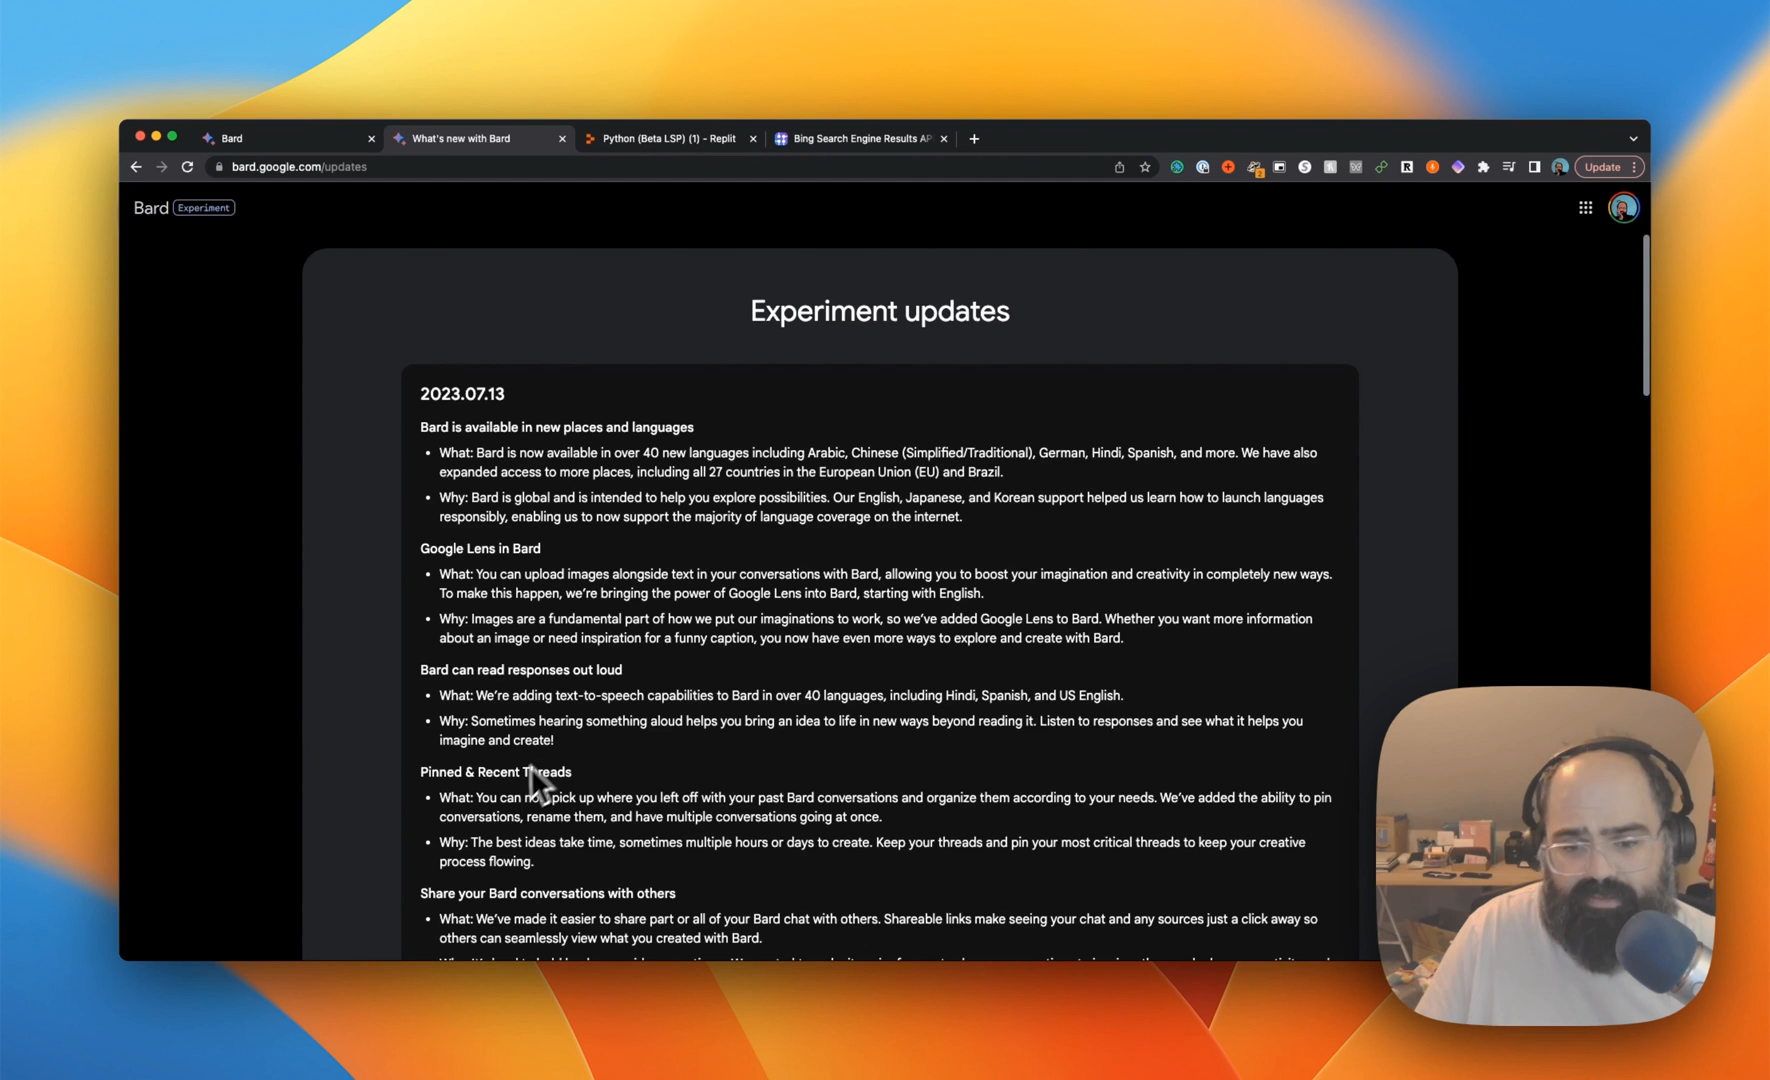 Bard
What's new with Bard
Python (Beta LSP) (1) - Replit
Bing Search Engine Results AP
bard.google.com/updates
Update
Bard Experiment
Experiment updates
2023.07.13
Bard is available in new places and languages
• What: Bard is now available in over 40 new languages including Arabic, Chinese (Simplified/Traditional), German, Hindi, Spanish, and more. We have also
expanded access to more places, including all 27 countries in the European Union (EU) and Brazil.
• Why: Bard is global and is intended to help you explore possibilities. Our English, Japanese, and Korean support helped us learn how to launch languages
responsibly, enabling us to now support the majority of language coverage on the internet.
Google Lens in Bard
• What: You can upload images alongside text in your conversations with Bard, allowing you to boost your imagination and creativity in completely new ways.
To make this happen, we're bringing the power of Google Lens into Bard, starting with English.
• Why: Images are a fundamental part of how we put our imaginations to work, so we've added Google Lens to Bard. Whether you want more information
about an image or need inspiration for a funny caption, you now have even more ways to explore and create with Bard.
Bard can read responses out loud
• What: We're adding text-to-speech capabilities to Bard in over 40 languages, including Hindi, Spanish, and US English.
• Why: Sometimes hearing something aloud helps you bring an idea to life in new ways beyond reading it. Listen to responses and see what it helps you
imagine and create!
Pinned & Recent Threads
• What: You can pick up where you left off with your past Bard conversations and organize them according to your needs. We've added the ability to pin
conversations, rename them, and have multiple conversations going at once.
• Why: The best ideas take time, sometimes multiple hours or days to create. Keep your threads and pin your most critical threads to keep your creative
process flowing.
Share your Bard conversations with others
• What: We've made it easier to share part or all of your Bard chat with others. Shareable links make seeing your chat and any sources just a click away so
others can seamlessly view what you created with Bard.